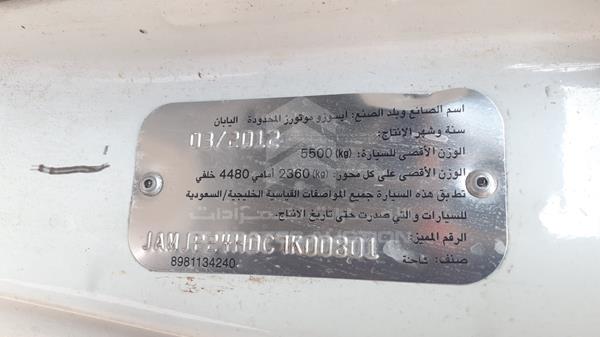 اسم الصانع وبلد الصنع: ايسوزو موتورز المحدودة اليابان
سنة وشهر الانتاج: 03/2012
الوزن الأقصى للسيارة: (kg) 5500
الوزن الأقصى على كل محور: (kg) 2360 أمامي 4480 خلفي
تطبق هذه السيارة جميع المواصفات القياسية الخليجية/السعودية
للسيارات والتي صدرت حتى تاريخ الانتاج.
الرقم المميز: JAMJP24H0C7K00801
صنف: شاحنة
8981134240